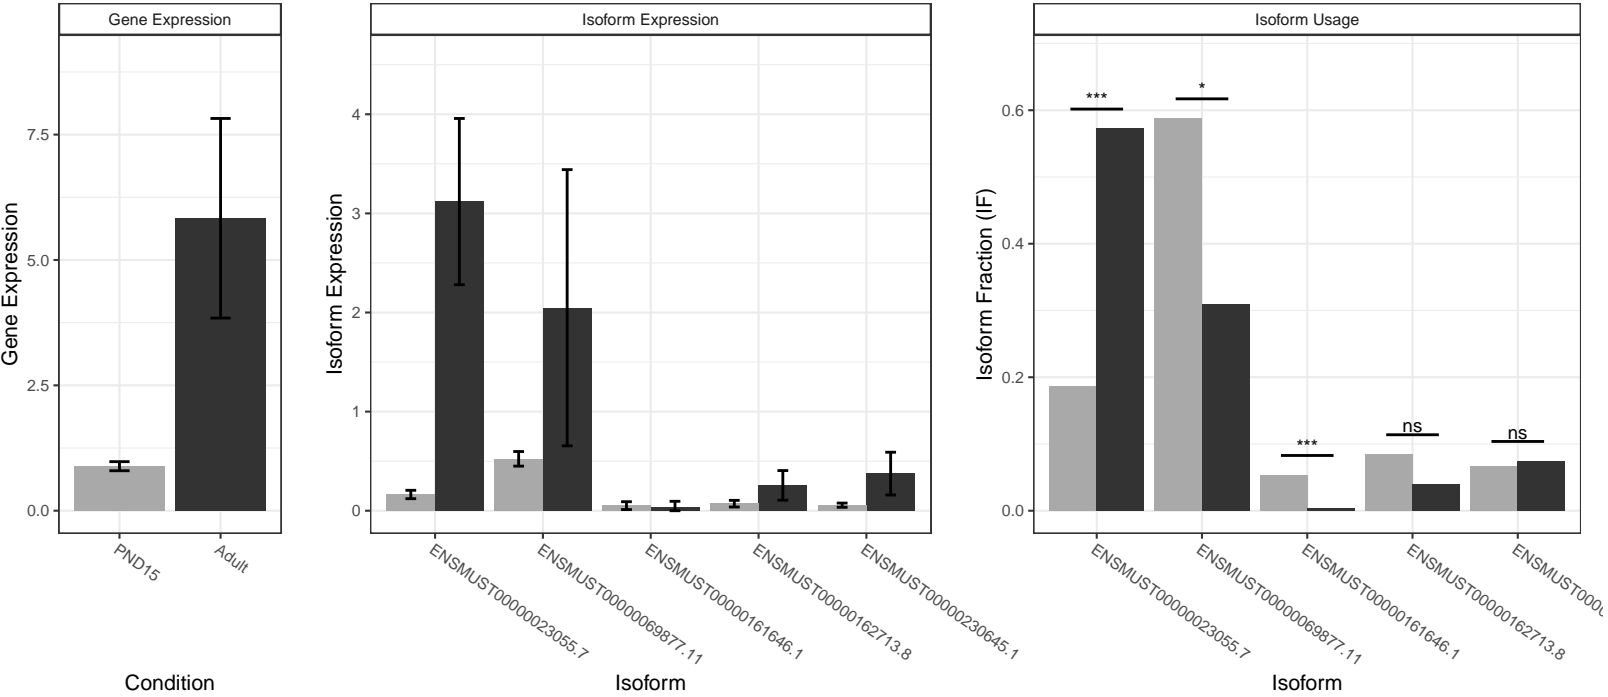 Gene Expression
Gene Expression
7.5
5.0
2.5
0.0
PND15
Adult
Condition
Isoform Expression
Isoform Expression
4
3
2
1
0
ENSMUST00000023055.7
ENSMUST00000069877.11
ENSMUST00000161646.1
ENSMUST00000162713.8
ENSMUST00000230645.1
Isoform
Isoform Usage
Isoform Fraction (IF)
0.6
0.4
0.2
0.0
***
*
***
ns
ns
ENSMUST00000023055.7
ENSMUST00000069877.11
ENSMUST00000161646.1
ENSMUST00000162713.8
Isoform